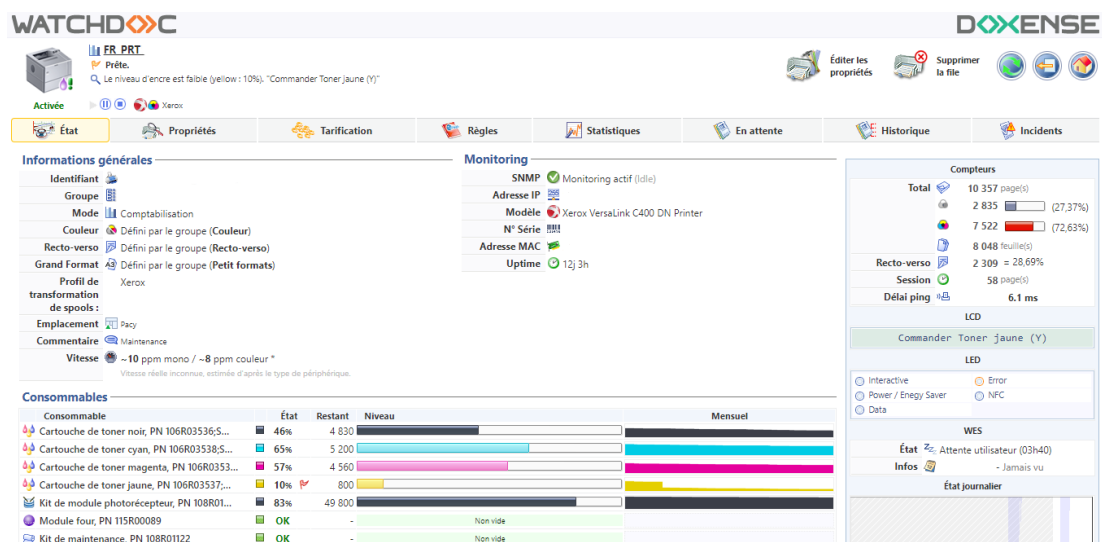 WATCHDOC
DOXENSE
FR_PRT_
Prête.
Le niveau d'encre est faible (yellow : 10%). "Commander Toner jaune (Y)"
Éditer les propriétés
Supprimer la file
Activée
Xerox
État
Propriétés
Tarification
Règles
Statistiques
En attente
Historique
Incidents
Informations générales
Identifiant
Groupe
Mode Comptabilisation
Couleur Défini par le groupe (Couleur)
Recto-verso Défini par le groupe (Recto-verso)
Grand Format A3 Défini par le groupe (Petit formats)
Profil de transformation de spools : Xerox
Emplacement Pacy
Commentaire Maintenance
Vitesse ~10 ppm mono / ~8 ppm couleur *
Vitesse réelle inconnue, estimée d'après le type de périphérique.
Monitoring
SNMP Monitoring actif (Idle)
Adresse IP
Modèle Xerox VersaLink C400 DN Printer
N° Série
Adresse MAC
Uptime 12j 3h
Compteurs
Total 10 357 page(s)
2 835 (27,37%)
7 522 (72,63%)
8 048 feuille(s)
Recto-verso 2 309 = 28,69%
Session 58 page(s)
Délai ping 6.1 ms
LCD
Commander Toner jaune (Y)
LED
Interactive Error
Power / Enegy Saver NFC
Data
WES
État Attente utilisateur (03h40)
Infos - Jamais vu
État journalier
Consommables
Consommable État Restant Niveau Mensuel
Cartouche de toner noir, PN 106R03536;S... 46% 4 830
Cartouche de toner cyan, PN 106R03538;S... 65% 5 200
Cartouche de toner magenta, PN 106R0353... 57% 4 560
Cartouche de toner jaune, PN 106R03537;... 10% 800
Kit de module photorécepteur, PN 108R01... 83% 49 800
Module four, PN 115R00089 OK - Non vide
Kit de maintenance, PN 108R01122 OK - Non vide